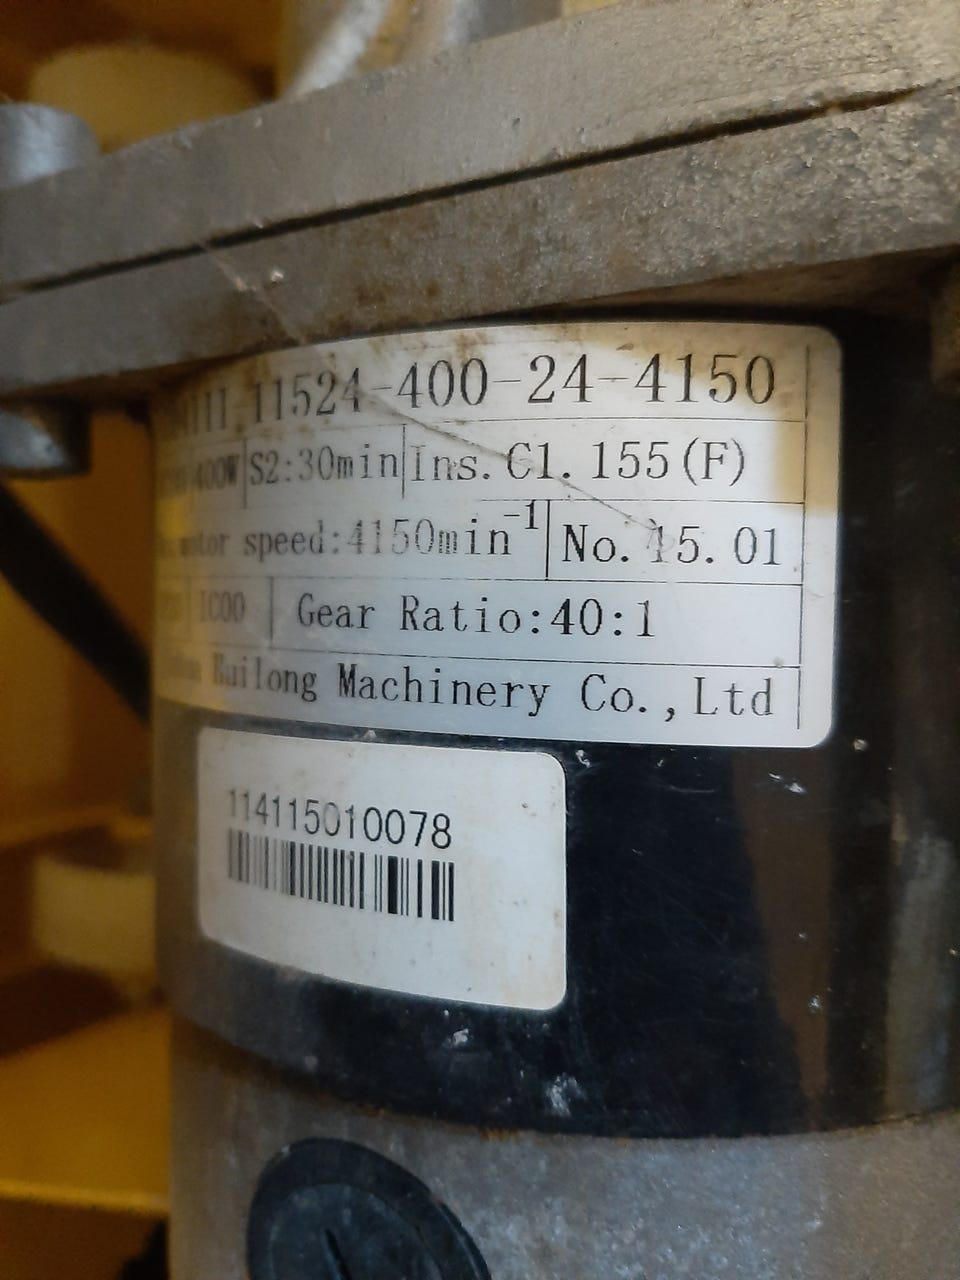 11524-400-24-4150
400W S2:30min Ins. Cl. 155(F)
motor speed:4150min⁻¹ No. 15.01
IC00 Gear Ratio:40:1
Ruilong Machinery Co.,Ltd
114115010078